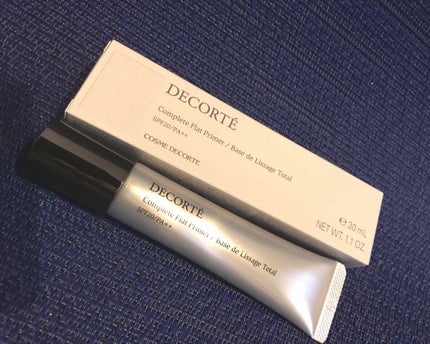 DECORTÉ
Complete Flat Primer / Base de Lissage Total
SPF20/PA++
COSME DECORTE
℮ 30 mL
NET WT. 1.1 OZ.
DECORTÉ
Complete Flat Primer / Base de Lissage Total
SPF20/PA++